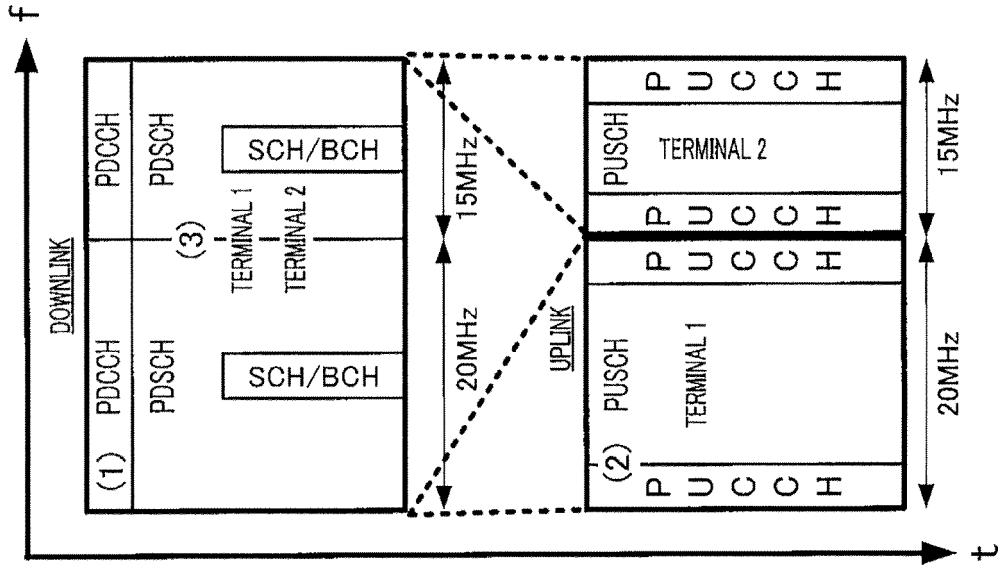 f
DOWNLINK
(1) PDCCH
PDCCH
PDSCH
PDSCH
(3)
TERMINAL 1
TERMINAL 2
SCH/BCH
SCH/BCH
20MHz
15MHz
UPLINK
(2)
PUCCH
PUSCH
TERMINAL 1
PUCCH
PUCCH
PUSCH
TERMINAL 2
PUCCH
20MHz
15MHz
t